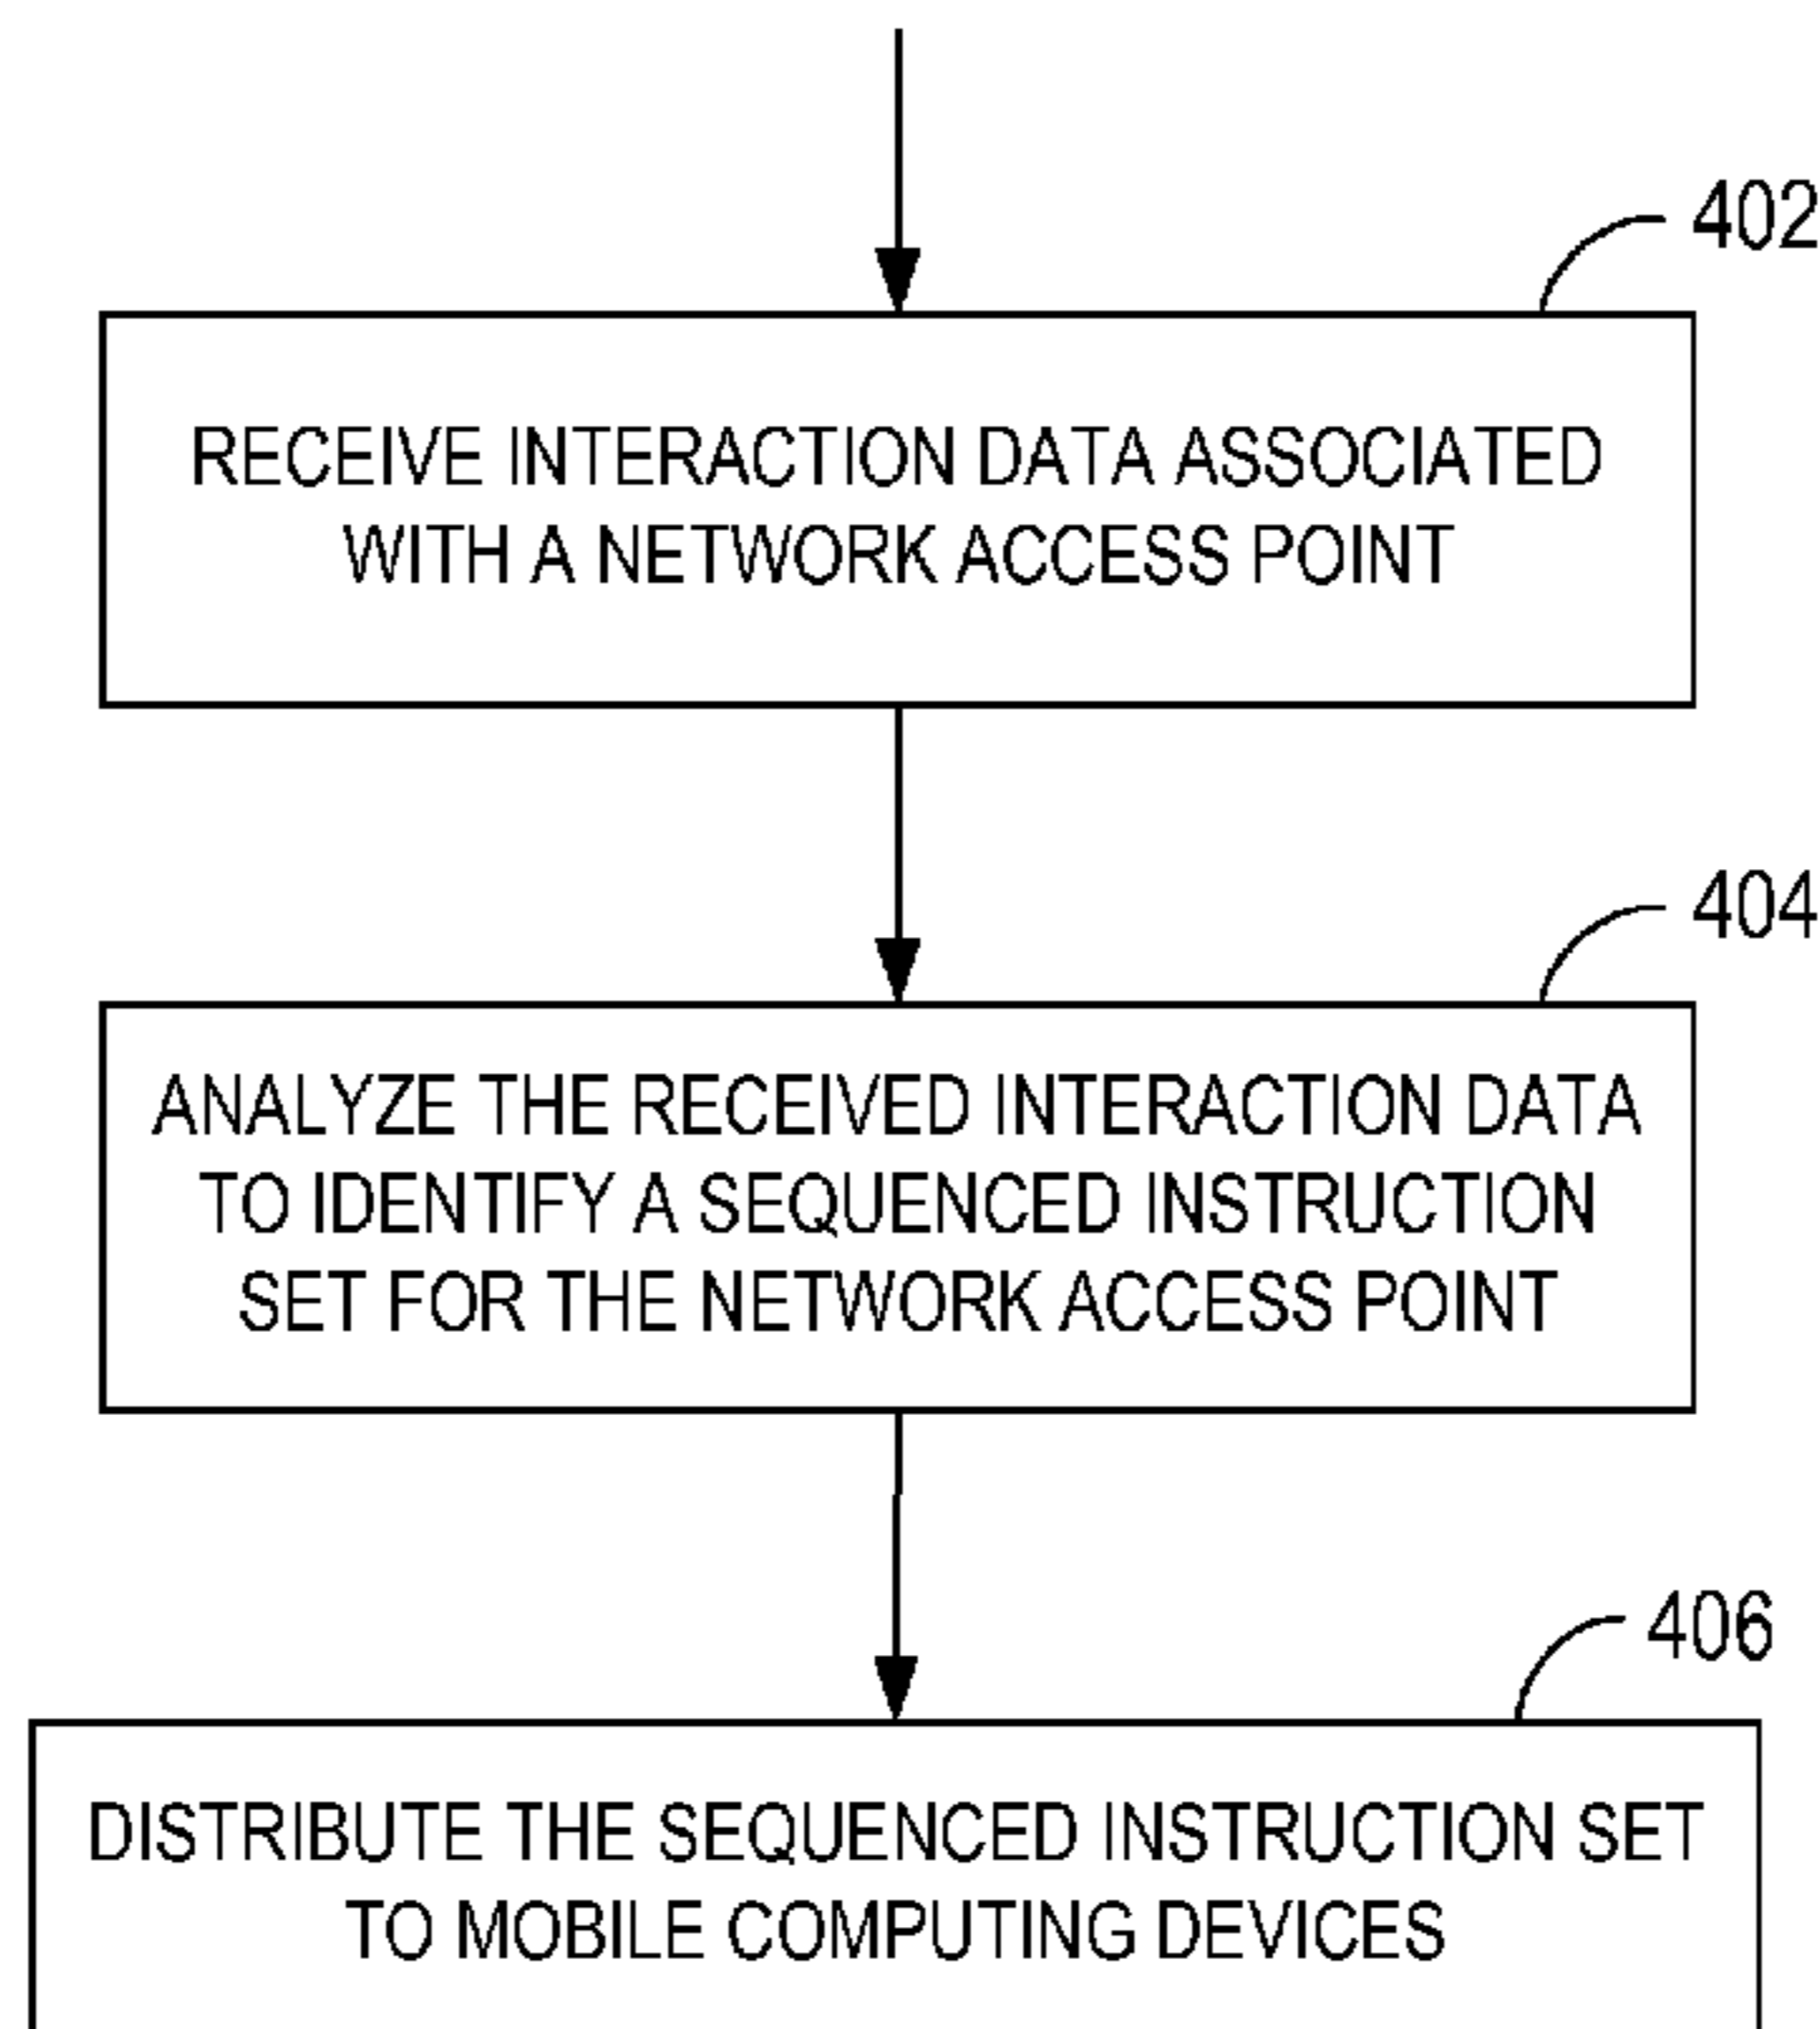 402
RECEIVE INTERACTION DATA ASSOCIATED
WITH A NETWORK ACCESS POINT
404
ANALYZE THE RECEIVED INTERACTION DATA
TO IDENTIFY A SEQUENCED INSTRUCTION
SET FOR THE NETWORK ACCESS POINT
406
DISTRIBUTE THE SEQUENCED INSTRUCTION SET
TO MOBILE COMPUTING DEVICES